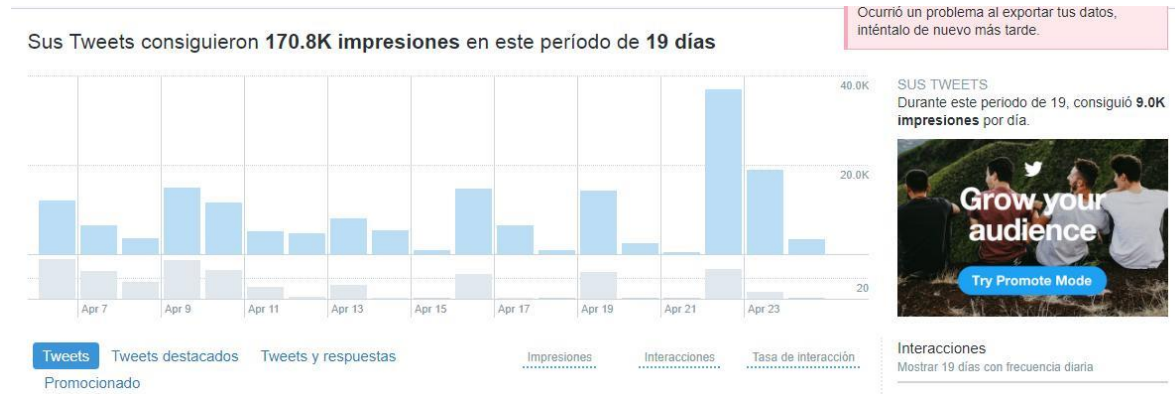 Ocurrió un problema al exportar tus datos,
inténtalo de nuevo más tarde.
Sus Tweets consiguieron 170.8K impresiones en este período de 19 días
40.0K
20.0K
20
Apr 7
Apr 9
Apr 11
Apr 13
Apr 15
Apr 17
Apr 19
Apr 21
Apr 23
SUS TWEETS
Durante este periodo de 19, consiguió 9.0K
impresiones por día.
Grow your
audience
Try Promote Mode
Tweets Tweets destacados Tweets y respuestas
Promocionado
Impresiones Interacciones Tasa de interacción
Interacciones
Mostrar 19 días con frecuencia diaria